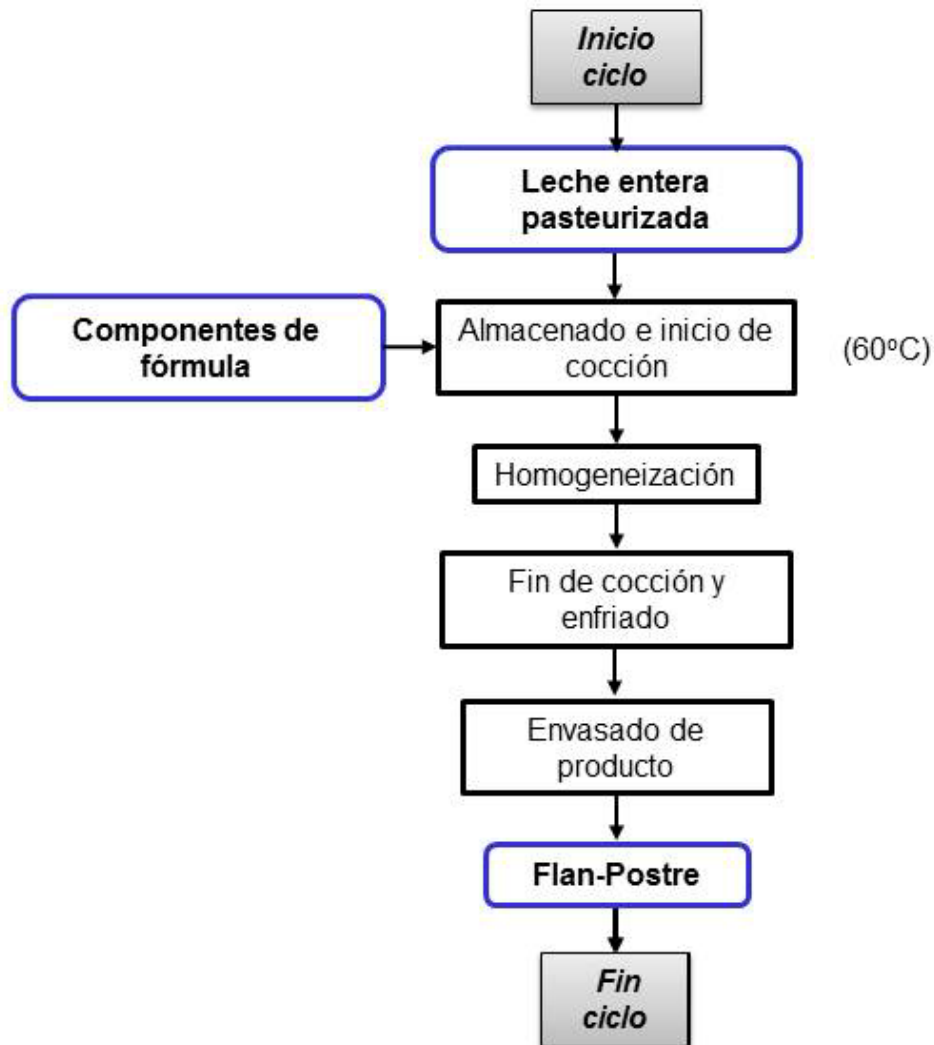 Inicio
ciclo
Leche entera
pasteurizada
Componentes de
fórmula
Almacenado e inicio de
cocción
(60ºC)
Homogeneización
Fin de cocción y
enfriado
Envasado de
producto
Flan-Postre
Fin
ciclo